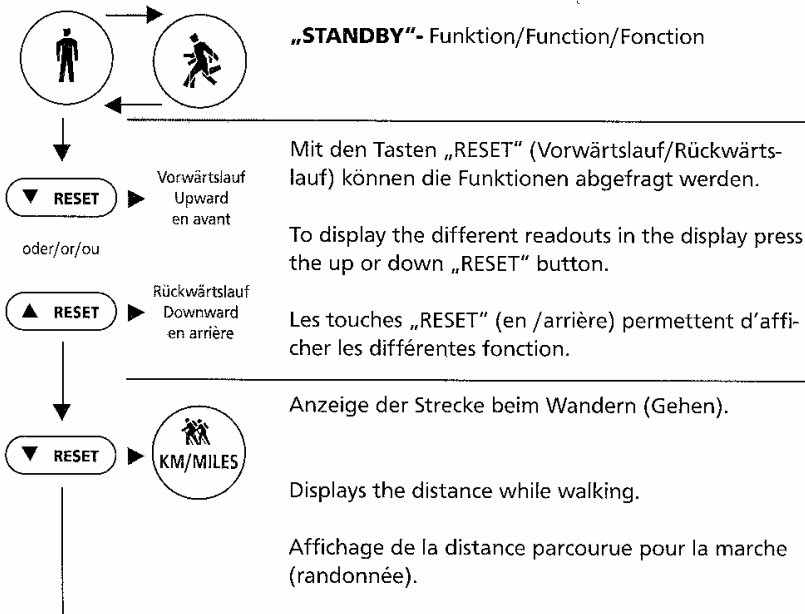 „STANDBY"- Funktion/Function/Fonction
Mit den Tasten „RESET" (Vorwärtslauf/Rückwärts-
lauf) können die Funktionen abgefragt werden.
▼ RESET
Vorwärtslauf
Upward
en avant
oder/or/ou
To display the different readouts in the display press
the up or down „RESET" button.
▲ RESET
Rückwärtslauf
Downward
en arrière
Les touches „RESET" (en /arrière) permettent d'affi-
cher les différentes fonction.
▼ RESET
KM/MILES
Anzeige der Strecke beim Wandern (Gehen).
Displays the distance while walking.
Affichage de la distance parcourue pour la marche
(randonnée).